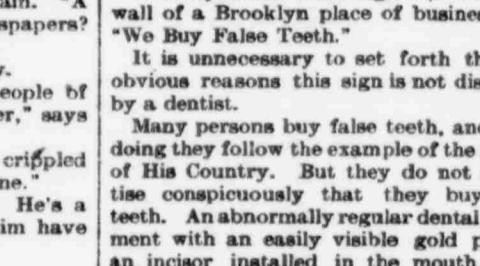 spapers?
eople of
er," says
crippled
ne."
He's a
im have
wall of a Brooklyn place of busine
"We Buy False Teeth."
It is unnecessary to set forth th
obvious reasons this sign is not dis
by a dentist.
Many persons buy false teeth, and
doing they follow the example of the
of His Country. But they do not
tise conspicuously that they buy
teeth. An abnormally regular dental
ment with an easily visible gold p
an incisor installed in the mouth